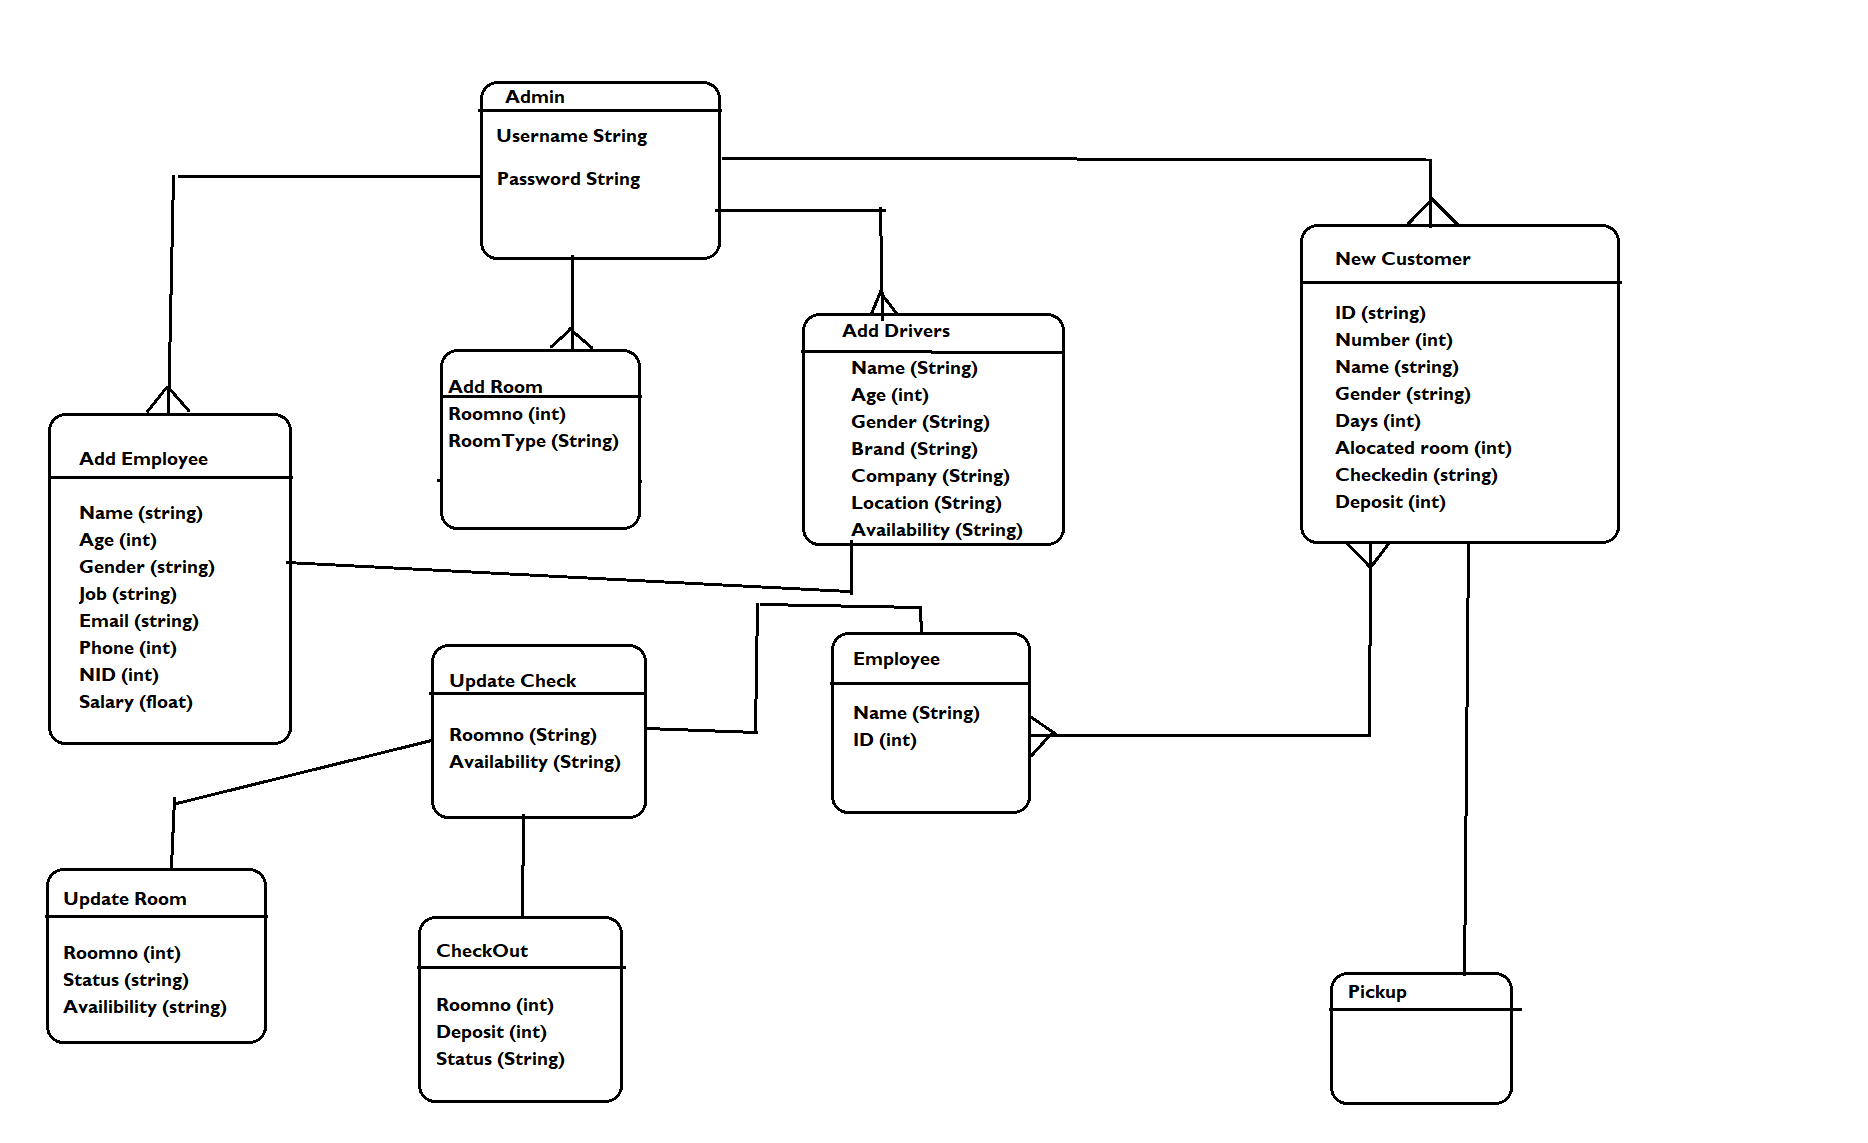 Admin
Username String
Password String
New Customer
ID (string)
Number (int)
Name (string)
Gender (string)
Days (int)
Alocated room (int)
Checkedin (string)
Deposit (int)
Add Drivers
Name (String)
Age (int)
Gender (String)
Brand (String)
Company (String)
Location (String)
Availability (String)
Add Room
Roomno (int)
RoomType (String)
Add Employee
Name (string)
Age (int)
Gender (string)
Job (string)
Email (string)
Phone (int)
NID (int)
Salary (float)
Employee
Name (String)
ID (int)
Update Check
Roomno (String)
Availability (String)
Update Room
Roomno (int)
Status (string)
Availibility (string)
CheckOut
Roomno (int)
Deposit (int)
Status (String)
Pickup